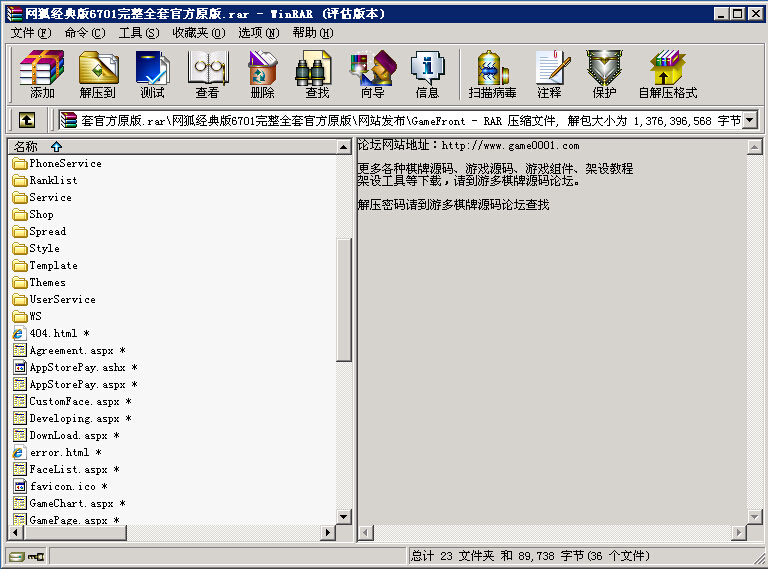 网狐经典版6701完整全套官方原版.rar - WinRAR (评估版本)
文件(F) 命令(C) 工具(S) 收藏夹(O) 选项(N) 帮助(H)
添加 解压到 测试 查看 删除 查找 向导 信息 扫描病毒 注释 保护 自解压格式
套官方原版.rar\网狐经典版6701完整全套官方原版\网站发布\GameFront - RAR 压缩文件, 解包大小为 1,376,396,568 字节
名称
PhoneService
Ranklist
Service
Shop
Spread
Style
Template
Themes
UserService
WS
404.html *
Agreement.aspx *
AppStorePay.ashx *
AppStorePay.aspx *
CustomFace.aspx *
Developing.aspx *
DownLoad.aspx *
error.html *
FaceList.aspx *
favicon.ico *
GameChart.aspx *
GamePage.aspx *
论坛网站地址：http://www.game0001.com
更多各种棋牌源码、游戏源码、游戏组件、架设教程
架设工具等下载，请到游多棋牌源码论坛。
解压密码请到游多棋牌源码论坛查找
总计 23 文件夹 和 89,738 字节(36 个文件)